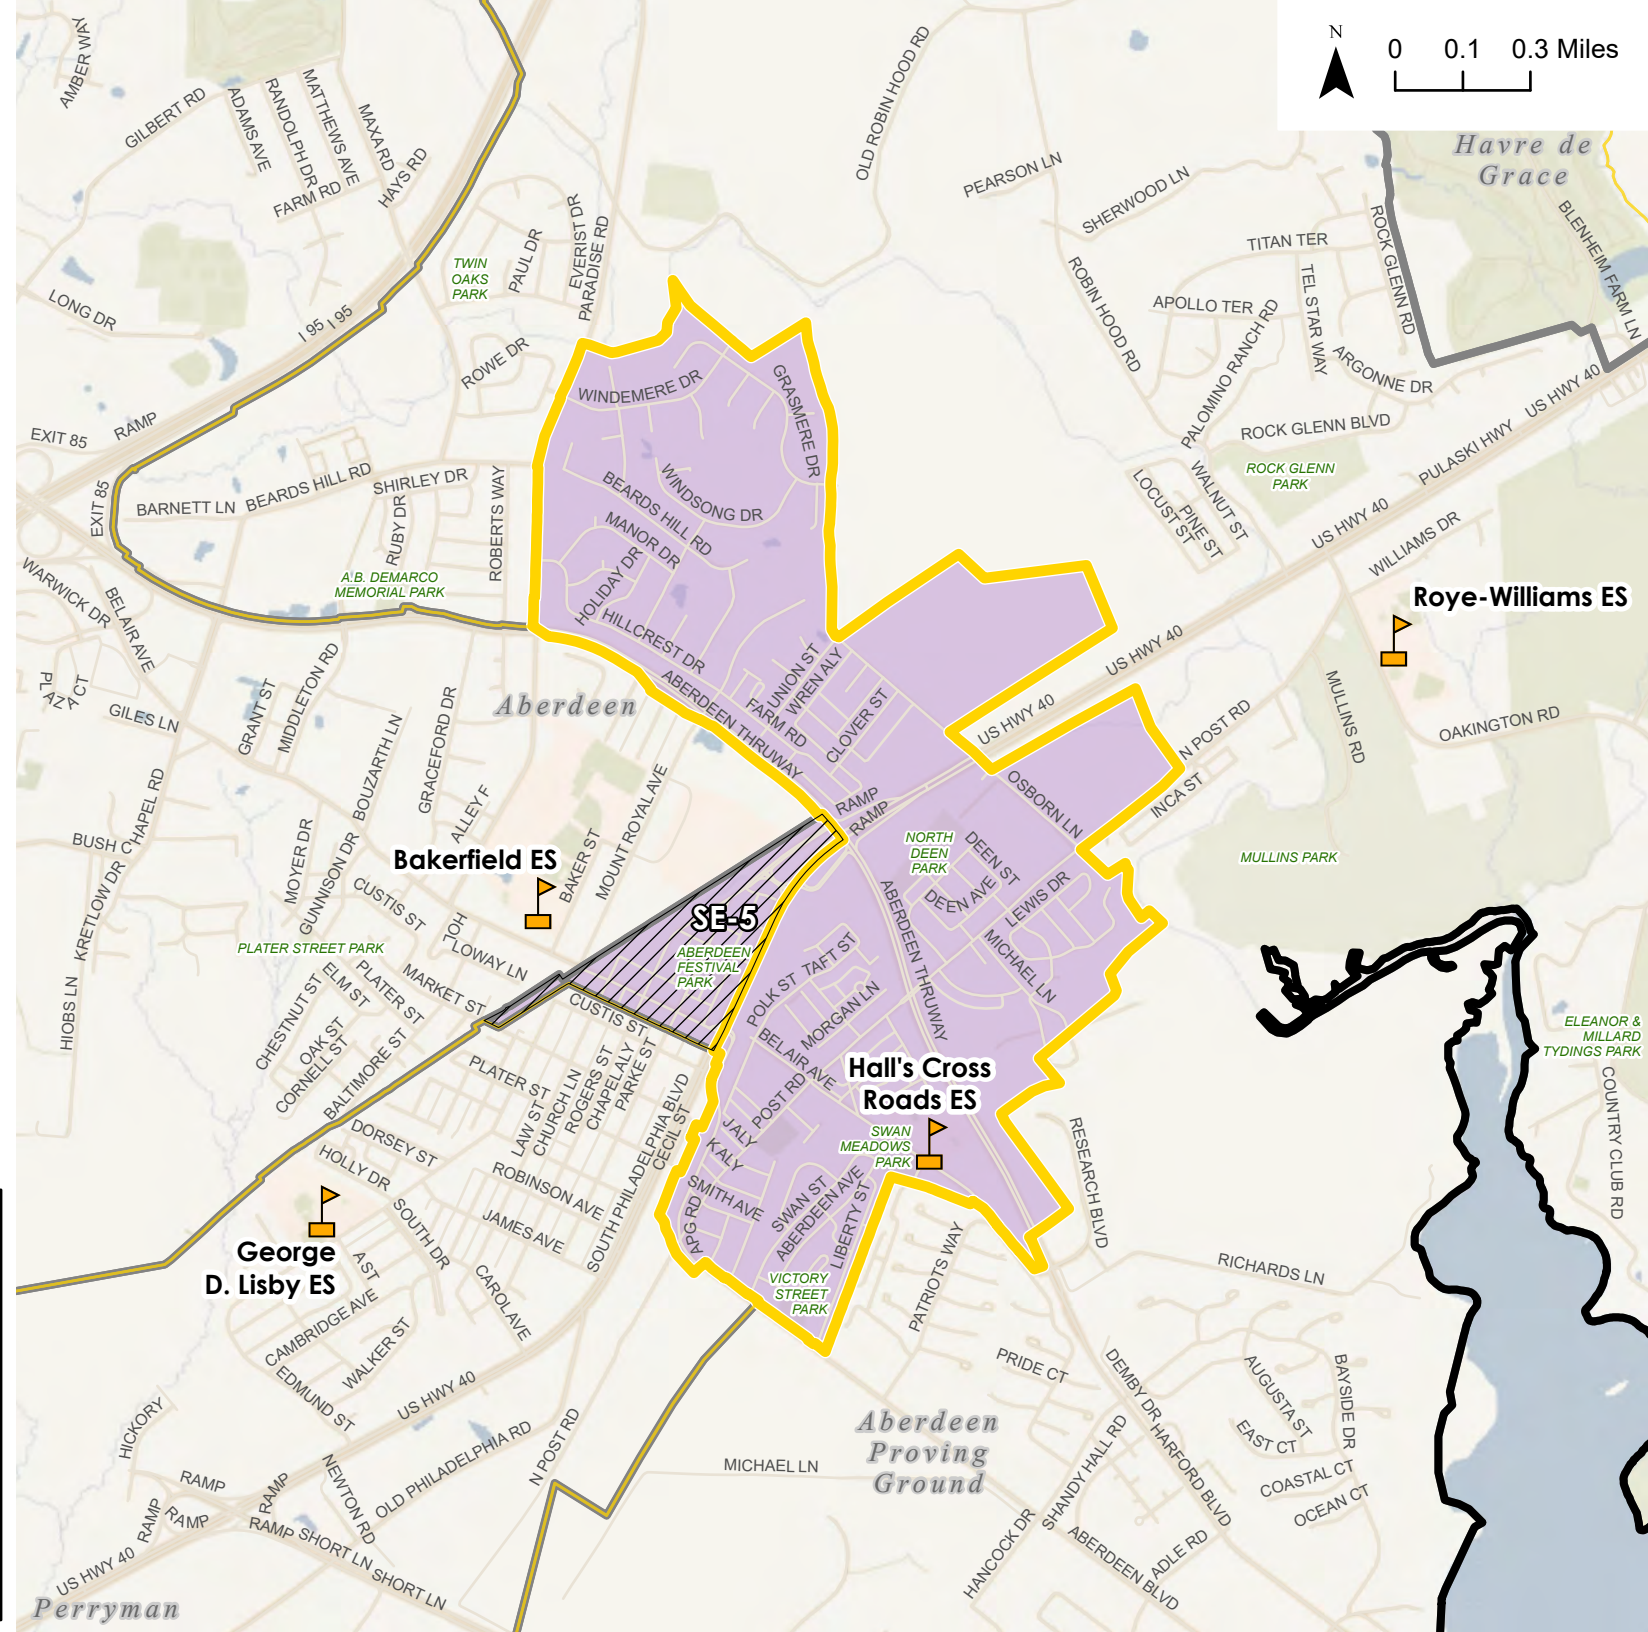 N
0 0.1 0.3 Miles
Havre de
Grace
AMBER WAY
GILBERT RD
ADAMS AVE
RANDOLPH DR
MATTHEWS AVE
MAXA RD
HAYS RD
FARM RD
OLD ROBIN HOOD RD
PEARSON LN
SHERWOOD LN
ROCK GLENN RD
BLENHEIM FARM LN
TITAN TER
TEL STAR WAY
APOLLO TER
ROBIN HOOD RD
PALOMINO RANCH RD
ARGONNE DR
ROCK GLENN BLVD
US HWY 40
PULASKI HWY
ROCK GLENN
PARK
WALNUT ST
PINE ST
LOCUST ST
US HWY 40
WILLIAMS DR
TWIN
OAKS
PARK
PAUL DR
EVERIST DR
PARADISE RD
LONG DR
I 95
I 95
ROWE DR
RAMP
EXIT 85
EXIT 85
BARNETT LN
BEARDS HILL RD
SHIRLEY DR
RUBY DR
ROBERTS WAY
A.B. DEMARCO
MEMORIAL PARK
WARWICK DR
BELAIR AVE
WINDEMERE DR
GRASMERE DR
WINDSONG DR
BEARDS HILL RD
MANOR DR
HOLIDAY DR
HILLCREST DR
ABERDEEN THRUWAY
UNION ST
WREN ALY
FARM RD
CLOVER ST
US HWY 40
US HWY 40
Roye-Williams ES
MULLINS RD
OAKINGTON RD
N POST RD
INCA ST
OSBORN LN
MULLINS PARK
Aberdeen
PLAZA CT
GILES LN
GRANT ST
MIDDLETON RD
BOUZARTH LN
GRACEFORD DR
ALLEY F
CHAPEL RD
BUSH C
KRETLOW DR
MOYER DR
GUNNISON DR
Bakerfield ES
BAKER ST
MOUNT ROYAL AVE
RAMP
RAMP
NORTH
DEEN
PARK
DEEN ST
DEEN AVE
LEWIS DR
MICHAEL LN
ABERDEEN THRUWAY
SE-5
ABERDEEN
FESTIVAL
PARK
CUSTIS ST
HOL
LOWAY LN
PLATER STREET PARK
HIOBS LN
CHESTNUT ST
ELM ST
PLATER ST
MARKET ST
OAK ST
CORNELL ST
BALTIMORE ST
CUSTIS ST
POLK ST
TAFT ST
MORGAN LN
BELAIR AVE
POST RD
Hall's Cross
Roads ES
SWAN
MEADOWS
PARK
PLATER ST
LAW ST
CHURCH LN
ROGERS ST
CHAPEL ALY
PARKE ST
SOUTH PHILADELPHIA BLVD
CECIL ST
JALY
KALY
SMITH AVE
APG RD
SWAN ST
ABERDEEN AVE
LIBERTY ST
VICTORY
STREET
PARK
RESEARCH BLVD
ELEANOR &
MILLARD
TYDINGS PARK
COUNTRY CLUB RD
DORSEY ST
HOLLY DR
ROBINSON AVE
JAMES AVE
SOUTH DR
George
D. Lisby ES
A ST
CAROL AVE
CAMBRIDGE AVE
WALKER ST
EDMUND ST
US HWY 40
PATRIOTS WAY
RICHARDS LN
PRIDE CT
DEMBY DR
HARFORD BLVD
AUGUSTA ST
BAYSIDE DR
EAST CT
COASTAL CT
OCEAN CT
Aberdeen
Proving
Ground
SHANDY HALL RD
HANCOCK DR
ABERDEEN BLVD
ADLE RD
MICHAEL LN
N POST RD
OLD PHILADELPHIA RD
NEWTON RD
HICKORY
RAMP
RAMP
RAMP
RAMP
RAMP
SHORT LN
SHORT LN
US HWY 40
Perryman